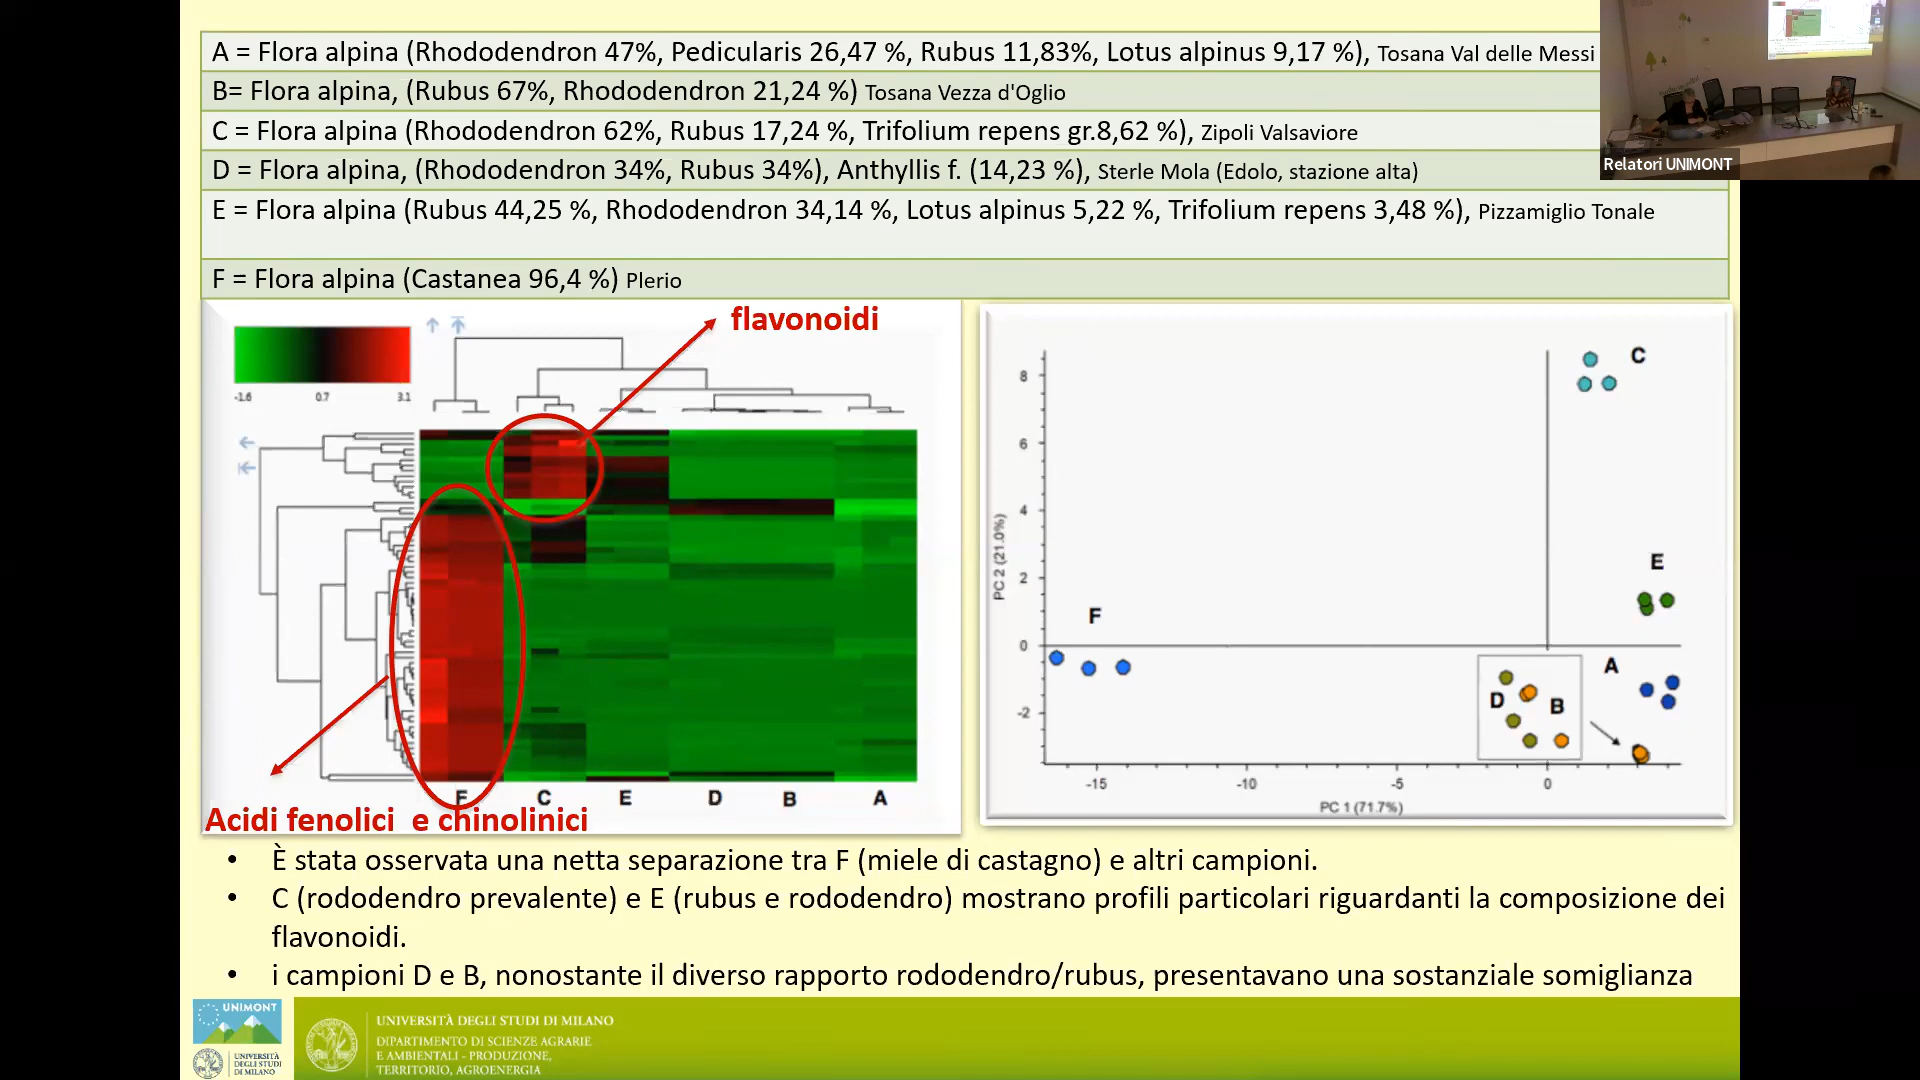 A = Flora alpina (Rhododendron 47%, Pedicularis 26,47 %, Rubus 11,83%, Lotus alpinus 9,17 %), Tosana Val delle Messi
B= Flora alpina, (Rubus 67%, Rhododendron 21,24 %) Tosana Vezza d'Oglio
C = Flora alpina (Rhododendron 62%, Rubus 17,24 %, Trifolium repens gr.8,62 %), Zipoli Valsaviore
D = Flora alpina, (Rhododendron 34%, Rubus 34%), Anthyllis f. (14,23 %), Sterle Mola (Edolo, stazione alta)
E = Flora alpina (Rubus 44,25 %, Rhododendron 34,14 %, Lotus alpinus 5,22 %, Trifolium repens 3,48 %), Pizzamiglio Tonale
F = Flora alpina (Castanea 96,4 %) Plerio
Relatori UNIMONT
flavonoidi
-1.6 0.7 3.1
F C E D B A
Acidi fenolici e chinolinici
8
6
4
2
0
-2
PC 2 (21.0%)
C
E
F
A
D B
-15 -10 -5 0
PC 1 (71.7%)
• È stata osservata una netta separazione tra F (miele di castagno) e altri campioni.
• C (rododendro prevalente) e E (rubus e rododendro) mostrano profili particolari riguardanti la composizione dei
flavonoidi.
• i campioni D e B, nonostante il diverso rapporto rododendro/rubus, presentavano una sostanziale somiglianza
UNIMONT
UNIVERSITÀ
DEGLI STUDI
DI MILANO
UNIVERSITÀ DEGLI STUDI DI MILANO
DIPARTIMENTO DI SCIENZE AGRARIE
E AMBIENTALI - PRODUZIONE,
TERRITORIO, AGROENERGIA